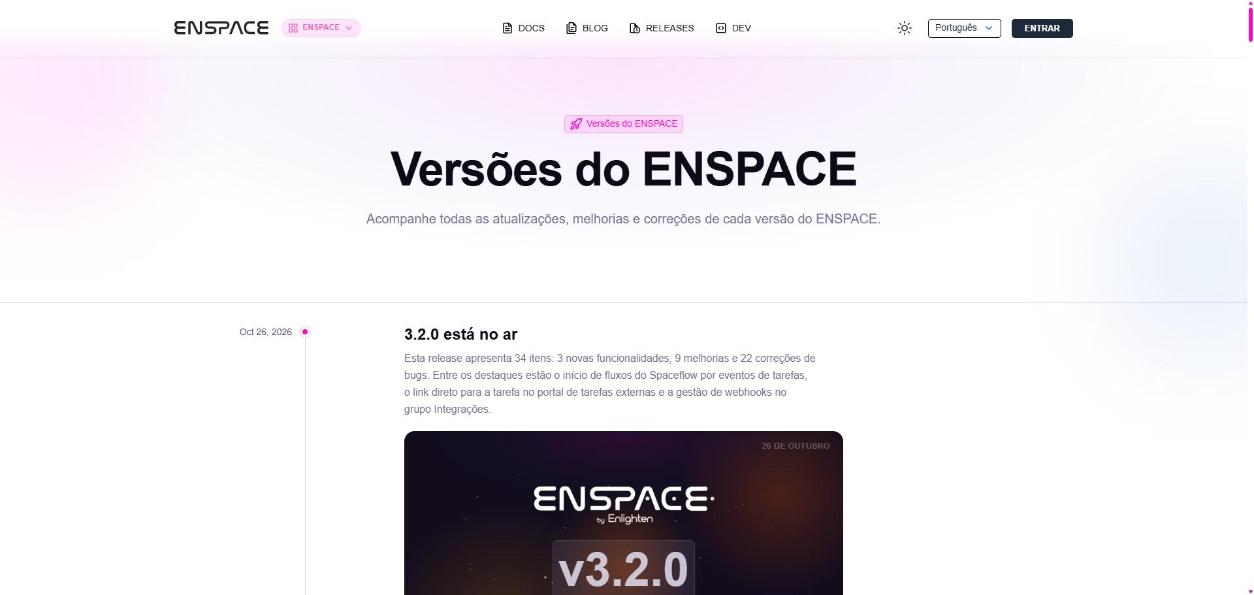 ENSPACE
ENSPACE
DOCS
BLOG
RELEASES
DEV
Português
ENTRAR
Versões do ENSPACE
Versões do ENSPACE
Acompanhe todas as atualizações, melhorias e correções de cada versão do ENSPACE.
Oct 26, 2026
3.2.0 está no ar
Esta release apresenta 34 itens: 3 novas funcionalidades, 9 melhorias e 22 correções de
bugs. Entre os destaques estão o início de fluxos do Spaceflow por eventos de tarefas,
o link direto para a tarefa no portal de tarefas externas e a gestão de webhooks no
grupo Integrações.
26 DE OUTUBRO
ENSPACE
by Enlighten
v3.2.0